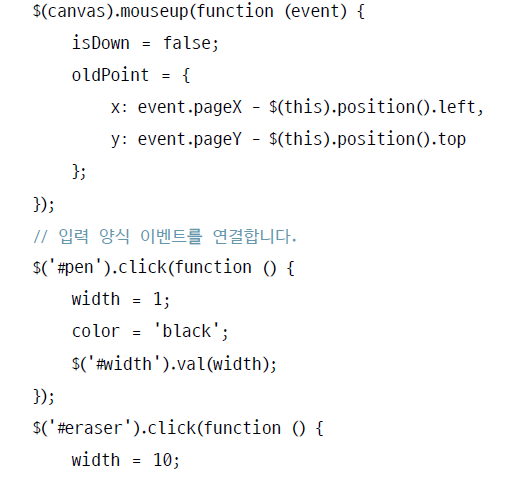 $(canvas).mouseup(function (event) {
    isDown = false;
    oldPoint = {
        x: event.pageX - $(this).position().left,
        y: event.pageY - $(this).position().top
    };
});
// 입력 양식 이벤트를 연결합니다.
$('#pen').click(function () {
    width = 1;
    color = 'black';
    $('#width').val(width);
});
$('#eraser').click(function () {
    width = 10;